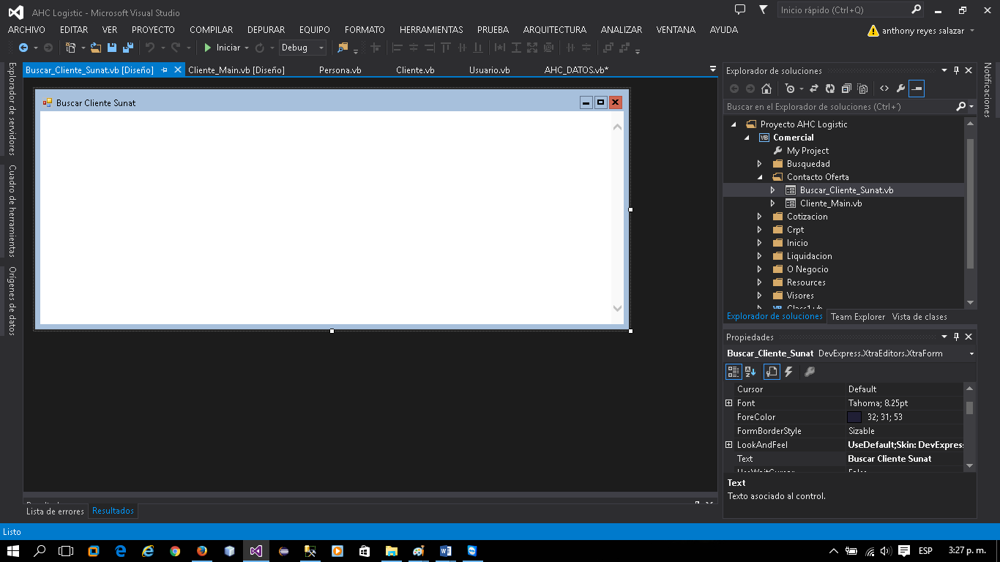 AHC Logistic - Microsoft Visual Studio
Inicio rápido (Ctrl+Q)
ARCHIVO EDITAR VER PROYECTO COMPILAR DEPURAR EQUIPO FORMATO HERRAMIENTAS PRUEBA ARQUITECTURA ANALIZAR VENTANA AYUDA
anthony reyes salazar
Iniciar
Debug
Explorador de servidores
Cuadro de herramientas
Orígenes de datos
Buscar_Cliente_Sunat.vb [Diseño]
Cliente_Main.vb [Diseño]
Persona.vb
Cliente.vb
Usuario.vb
AHC_DATOS.vb*
Buscar Cliente Sunat
Explorador de soluciones
Buscar en el Explorador de soluciones (Ctrl+´)
Proyecto AHC Logistic
VB Comercial
My Project
Busquedad
Contacto Oferta
Buscar_Cliente_Sunat.vb
Cliente_Main.vb
Cotizacion
Crpt
Inicio
Liquidacion
O Negocio
Resources
Visores
Class1.vb
Explorador de soluciones
Team Explorer
Vista de clases
Notificaciones
Propiedades
Buscar_Cliente_Sunat DevExpress.XtraEditors.XtraForm
Cursor Default
Font Tahoma; 8.25pt
ForeColor 32; 31; 53
FormBorderStyle Sizable
LookAndFeel UseDefault;Skin: DevExpres
Text Buscar Cliente Sunat
UseWaitCursor False
Text
Texto asociado al control.
Lista de errores
Resultados
Listo
ESP
3:27 p. m.